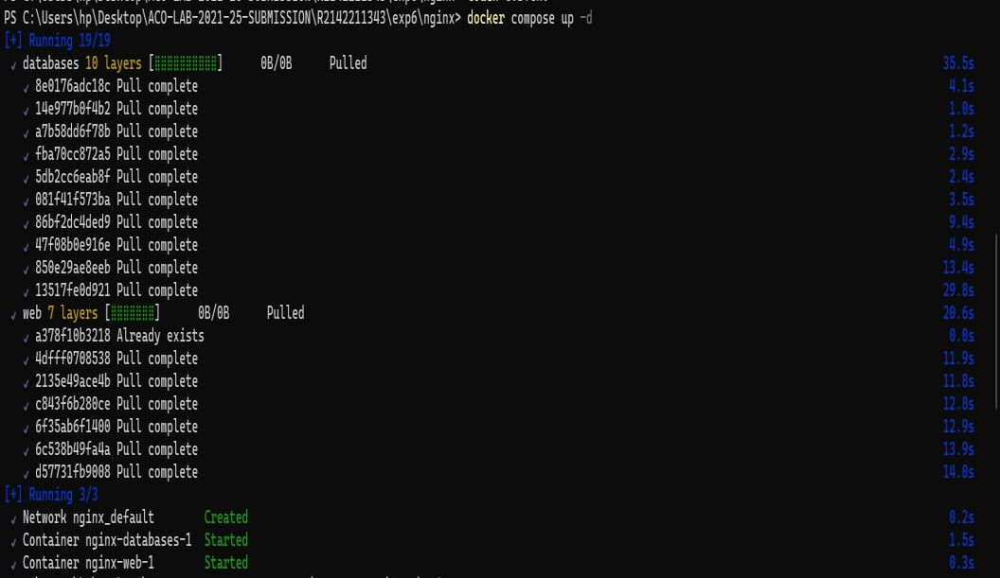 PS C:\Users\hp\Desktop\ACO-LAB-2021-25-SUBMISSION\R2142211343\exp6\nginx> docker compose up -d
[+] Running 19/19
✓ databases 10 layers [⣿⣿⣿⣿⣿⣿⣿⣿⣿⣿] 0B/0B Pulled 35.5s
✓ 8e0176adc18c Pull complete 4.1s
✓ 14e977b0f4b2 Pull complete 1.0s
✓ a7b58dd6f78b Pull complete 1.2s
✓ fba70cc872a5 Pull complete 2.9s
✓ 5db2cc6eab8f Pull complete 2.4s
✓ 081f41f573ba Pull complete 3.5s
✓ 86bf2dc4ded9 Pull complete 9.4s
✓ 47f08b0e916e Pull complete 4.9s
✓ 850e29ae8eeb Pull complete 13.4s
✓ 13517fe0d921 Pull complete 29.8s
✓ web 7 layers [⣿⣿⣿⣿⣿⣿⣿] 0B/0B Pulled 20.6s
✓ a378f10b3218 Already exists 0.0s
✓ 4dfff0708538 Pull complete 11.9s
✓ 2135e49ace4b Pull complete 11.8s
✓ c843f6b280ce Pull complete 12.8s
✓ 6f35ab6f1400 Pull complete 12.9s
✓ 6c538b49fa4a Pull complete 13.9s
✓ d57731fb9008 Pull complete 14.0s
[+] Running 3/3
✓ Network nginx_default Created 0.2s
✓ Container nginx-databases-1 Started 1.5s
✓ Container nginx-web-1 Started 0.3s